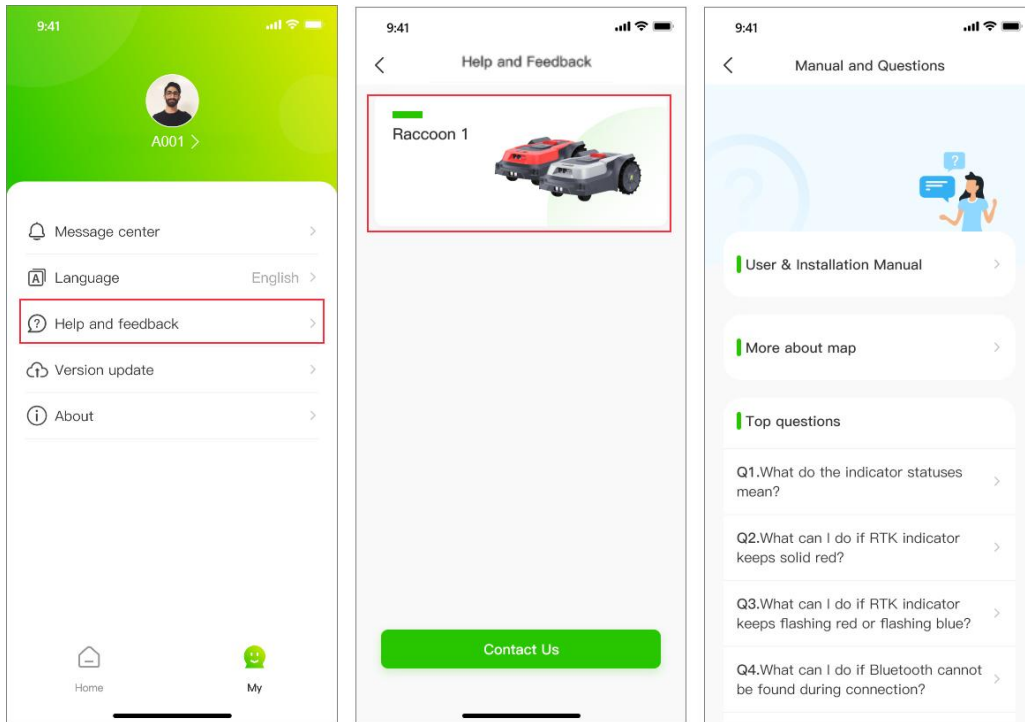 9:41
A001
Message center
Language
English
Help and feedback
Version update
About
Home
My
9:41
Help and Feedback
Raccoon 1
Contact Us
9:41
Manual and Questions
User & Installation Manual
More about map
Top questions
Q1.What do the indicator statuses
mean?
Q2.What can I do if RTK indicator
keeps solid red?
Q3.What can I do if RTK indicator
keeps flashing red or flashing blue?
Q4.What can I do if Bluetooth cannot
be found during connection?